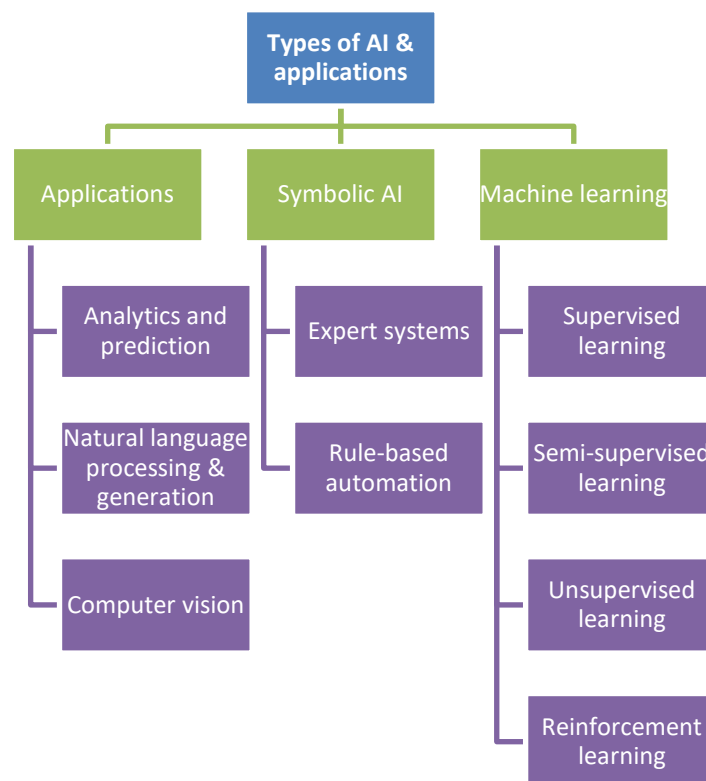 Types of AI &
applications
Applications
Symbolic AI
Machine learning
Analytics and
prediction
Natural language
processing &
generation
Computer vision
Expert systems
Rule-based
automation
Supervised
learning
Semi-supervised
learning
Unsupervised
learning
Reinforcement
learning